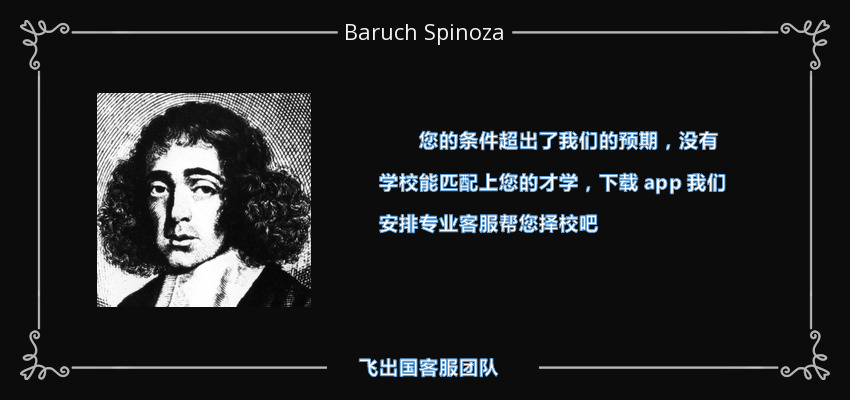 Baruch Spinoza
您的条件超出了我们的预期，没有
学校能匹配上您的才学，下载 app 我们
安排专业客服帮您择校吧
飞出国客服团队